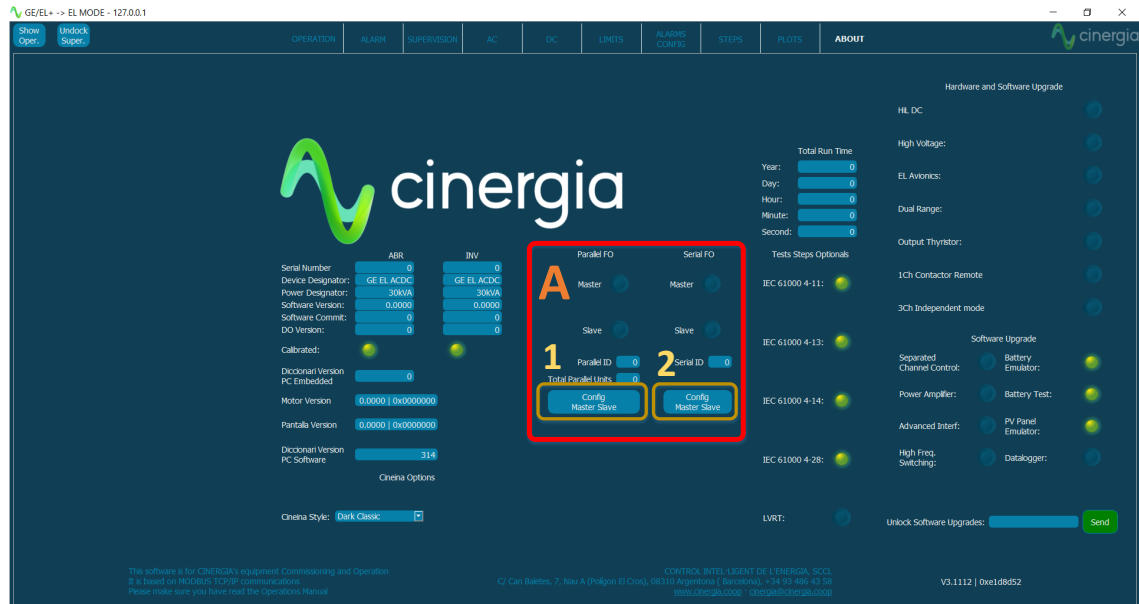 GE/EL+ -> EL MODE - 127.0.0.1
Show Oper.
Undock Super.
OPERATION
ALARM
SUPERVISION
AC
DC
LIMITS
ALARMS CONFIG
STEPS
PLOTS
ABOUT
cinergia
Hardware and Software Upgrade
HiL DC
High Voltage:
EL Avionics:
Dual Range:
Output Thyristor:
1Ch Contactor Remote
3Ch Independent mode
cinergia
Total Run Time
Year: 0
Day: 0
Hour: 0
Minute: 0
Second: 0
ABR INV
Serial Number 0 0
Device Designator: GE EL ACDC GE EL ACDC
Power Designator: 30kVA 30kVA
Software Version: 0.0000 0.0000
Software Commit: 0 0
DO Version: 0 0
Calibrated:
Diccionari Version
PC Embedded 0
Motor Version 0.0000 | 0x0000000
Pantalla Version 0.0000 | 0x0000000
Diccionari Version
PC Software 314
Cineina Options
Cineina Style: Dark Classic
A
Parallel FO Serial FO
Master Master
Slave Slave
1 2
Parallel ID 0 Serial ID 0
Total Parallel Units 0
Config
Master Slave
Config
Master Slave
Tests Steps Optionals
IEC 61000 4-11:
IEC 61000 4-13:
IEC 61000 4-14:
IEC 61000 4-28:
LVRT:
Software Upgrade
Separated
Channel Control:
Battery
Emulator:
Power Amplifier:
Battery Test:
Advanced Interf:
PV Panel
Emulator:
High Freq.
Switching:
Datalogger:
Unlock Software Upgrades:
Send
This software is for CINERGIA's equipment Commissioning and Operation
It is based on MODBUS TCP/IP communications
Please make sure you have read the Operations Manual
CONTROL INTEL·LIGENT DE L'ENERGIA, SCCL
C/ Can Baletes, 7, Nau A (Polígon El Cros), 08310 Argentona ( Barcelona), +34 93 486 43 58
www.cinergia.coop - cinergia@cinergia.coop
V3.1112 | 0xe1d8d52